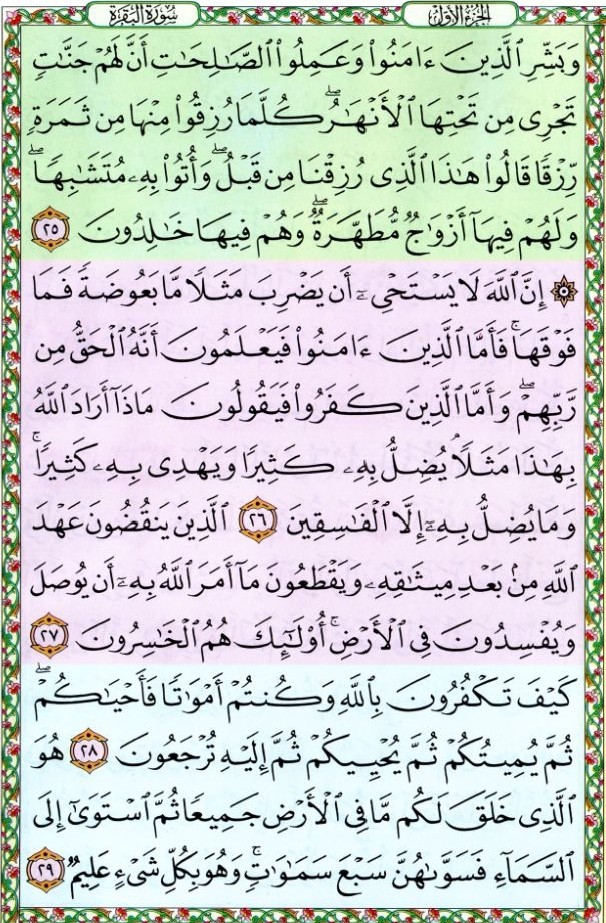 سورة البقرة
الجزء الأول
وَبَشِّرِ ٱلَّذِينَ ءَامَنُوا۟ وَعَمِلُوا۟ ٱلصَّـٰلِحَـٰتِ أَنَّ لَهُمْ جَنَّـٰتٍ
تَجْرِى مِن تَحْتِهَا ٱلْأَنْهَـٰرُ ۖ كُلَّمَا رُزِقُوا۟ مِنْهَا مِن ثَمَرَةٍ
رِّزْقًا قَالُوا۟ هَـٰذَا ٱلَّذِى رُزِقْنَا مِن قَبْلُ ۖ وَأُتُوا۟ بِهِۦ مُتَشَـٰبِهًا ۖ
وَلَهُمْ فِيهَآ أَزْوَٰجٌ مُّطَهَّرَةٌ ۖ وَهُمْ فِيهَا خَـٰلِدُونَ ٢٥
۞ إِنَّ ٱللَّهَ لَا يَسْتَحْىِۦٓ أَن يَضْرِبَ مَثَلًا مَّا بَعُوضَةً فَمَا
فَوْقَهَا ۚ فَأَمَّا ٱلَّذِينَ ءَامَنُوا۟ فَيَعْلَمُونَ أَنَّهُ ٱلْحَقُّ مِن
رَّبِّهِمْ ۖ وَأَمَّا ٱلَّذِينَ كَفَرُوا۟ فَيَقُولُونَ مَاذَآ أَرَادَ ٱللَّهُ
بِهَـٰذَا مَثَلًا ۘ يُضِلُّ بِهِۦ كَثِيرًا وَيَهْدِى بِهِۦ كَثِيرًا ۚ
وَمَا يُضِلُّ بِهِۦٓ إِلَّا ٱلْفَـٰسِقِينَ ٢٦ ٱلَّذِينَ يَنقُضُونَ عَهْدَ
ٱللَّهِ مِنۢ بَعْدِ مِيثَـٰقِهِۦ وَيَقْطَعُونَ مَآ أَمَرَ ٱللَّهُ بِهِۦٓ أَن يُوصَلَ
وَيُفْسِدُونَ فِى ٱلْأَرْضِ ۚ أُو۟لَـٰٓئِكَ هُمُ ٱلْخَـٰسِرُونَ ٢٧
كَيْفَ تَكْفُرُونَ بِٱللَّهِ وَكُنتُمْ أَمْوَٰتًا فَأَحْيَـٰكُمْ ۖ
ثُمَّ يُمِيتُكُمْ ثُمَّ يُحْيِيكُمْ ثُمَّ إِلَيْهِ تُرْجَعُونَ ٢٨ هُوَ
ٱلَّذِى خَلَقَ لَكُم مَّا فِى ٱلْأَرْضِ جَمِيعًا ثُمَّ ٱسْتَوَىٰٓ إِلَى
ٱلسَّمَآءِ فَسَوَّىٰهُنَّ سَبْعَ سَمَـٰوَٰتٍ ۚ وَهُوَ بِكُلِّ شَىْءٍ عَلِيمٌ ٢٩